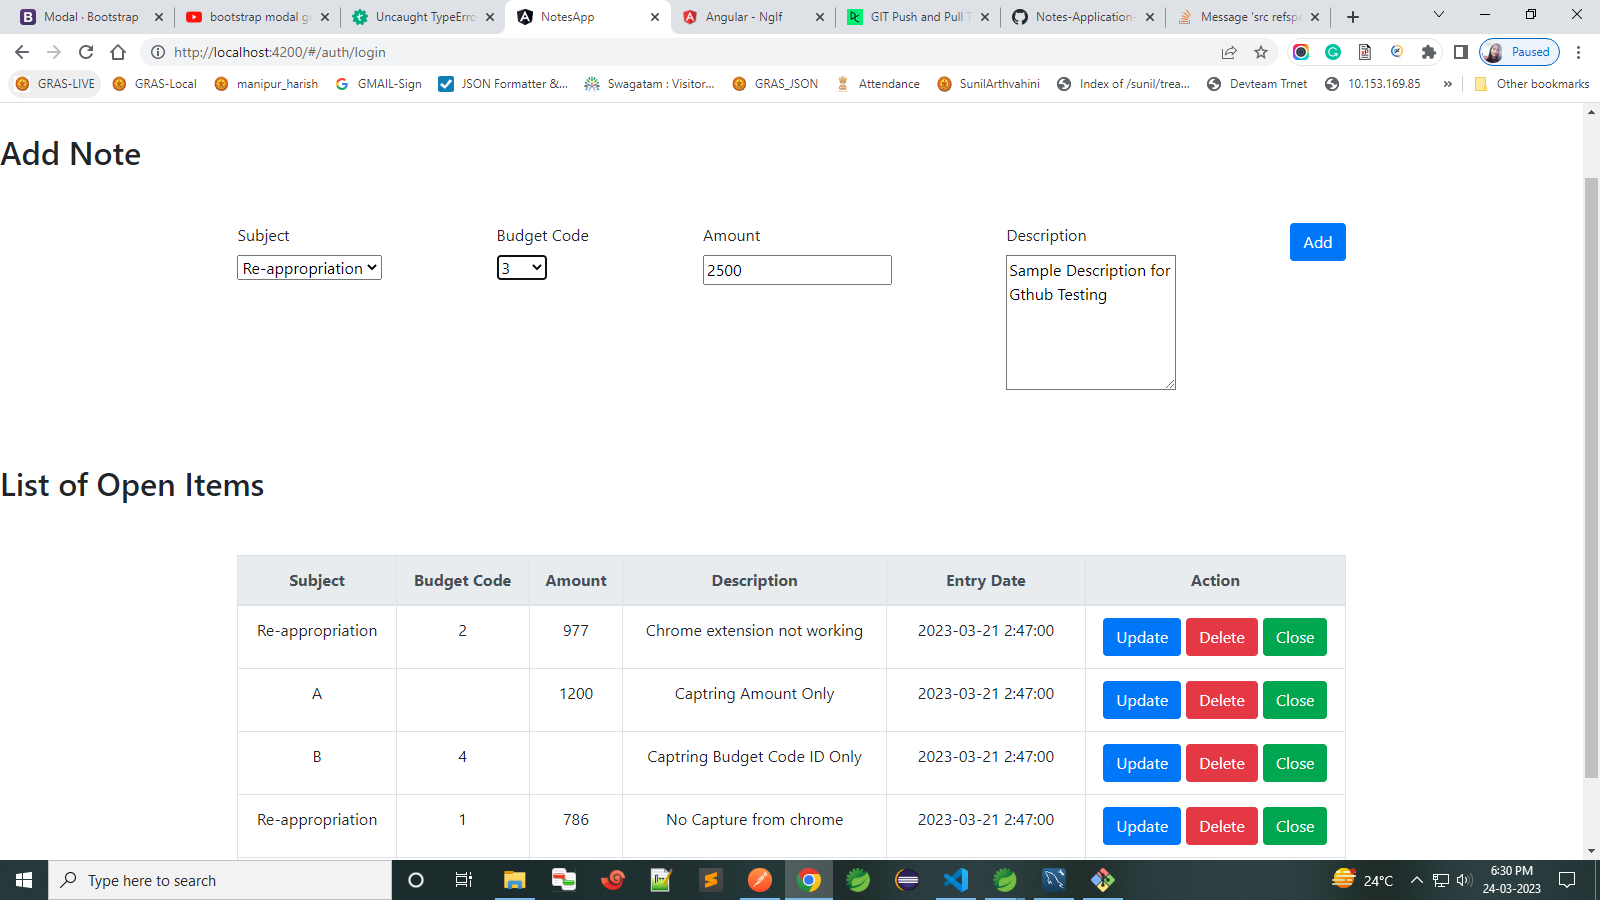 Modal · Bootstrap
bootstrap modal ge
Uncaught TypeErro
NotesApp
Angular - NgIf
GIT Push and Pull T
Notes-Application-
Message 'src refspe
http://localhost:4200/#/auth/login
Paused
GRAS-LIVE
GRAS-Local
manipur_harish
GMAIL-Sign
JSON Formatter &...
Swagatam : Visitor...
GRAS_JSON
Attendance
SunilArthvahini
Index of /sunil/trea...
Devteam Trnet
10.153.169.85
»
Other bookmarks
Add Note
Subject Budget Code Amount Description Add
Re-appropriation 3 2500 Sample Description for
Gthub Testing
List of Open Items
Subject Budget Code Amount Description Entry Date Action
Re-appropriation 2 977 Chrome extension not working 2023-03-21 2:47:00 Update Delete Close
A 1200 Captring Amount Only 2023-03-21 2:47:00 Update Delete Close
B 4 Captring Budget Code ID Only 2023-03-21 2:47:00 Update Delete Close
Re-appropriation 1 786 No Capture from chrome 2023-03-21 2:47:00 Update Delete Close
Type here to search
24°C
6:30 PM
24-03-2023